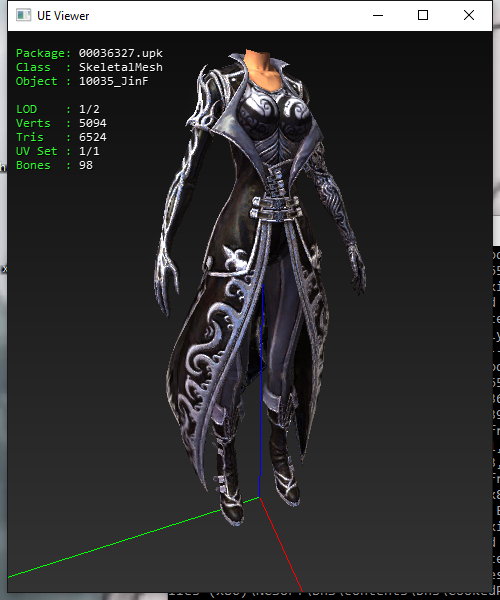 UE Viewer
Package: 00036327.upk
Class : SkeletalMesh
Object : 10035_JinF
LOD : 1/2
Verts : 5094
Tris : 6524
UV Set : 1/1
Bones : 98